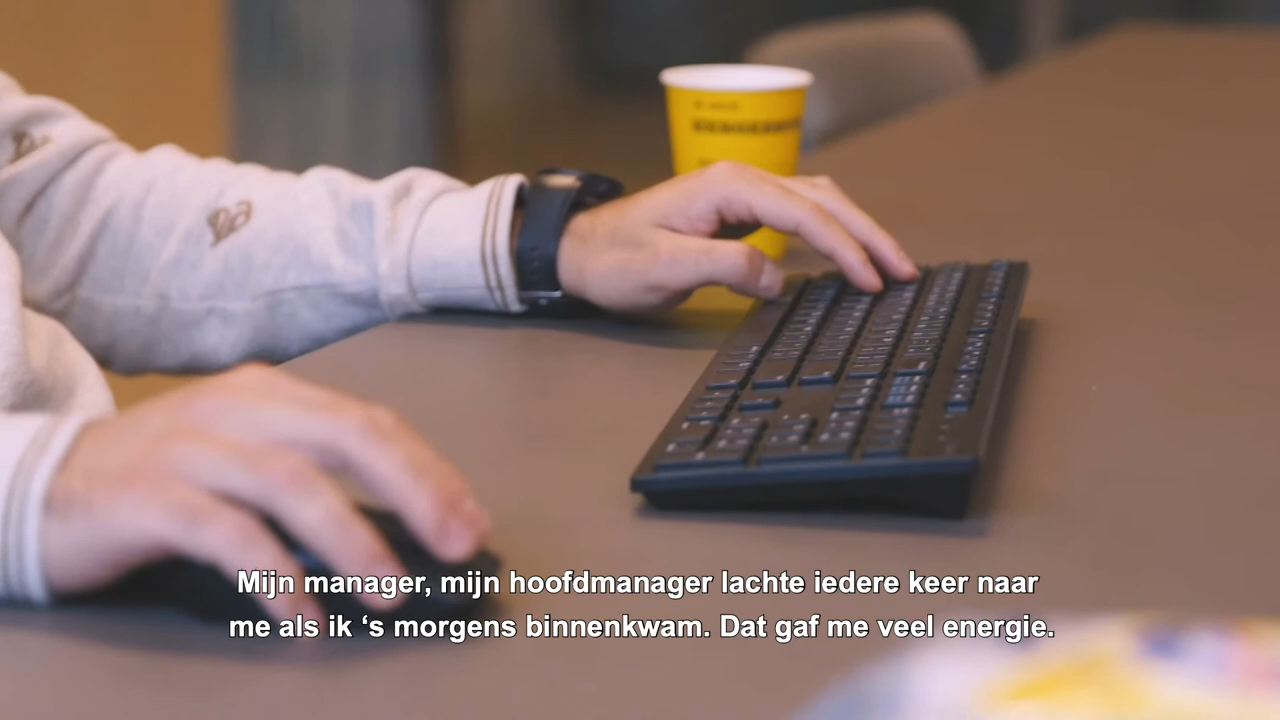 Mijn manager, mijn hoofdmanager lachte iedere keer naar
me als ik ‘s morgens binnenkwam. Dat gaf me veel energie.